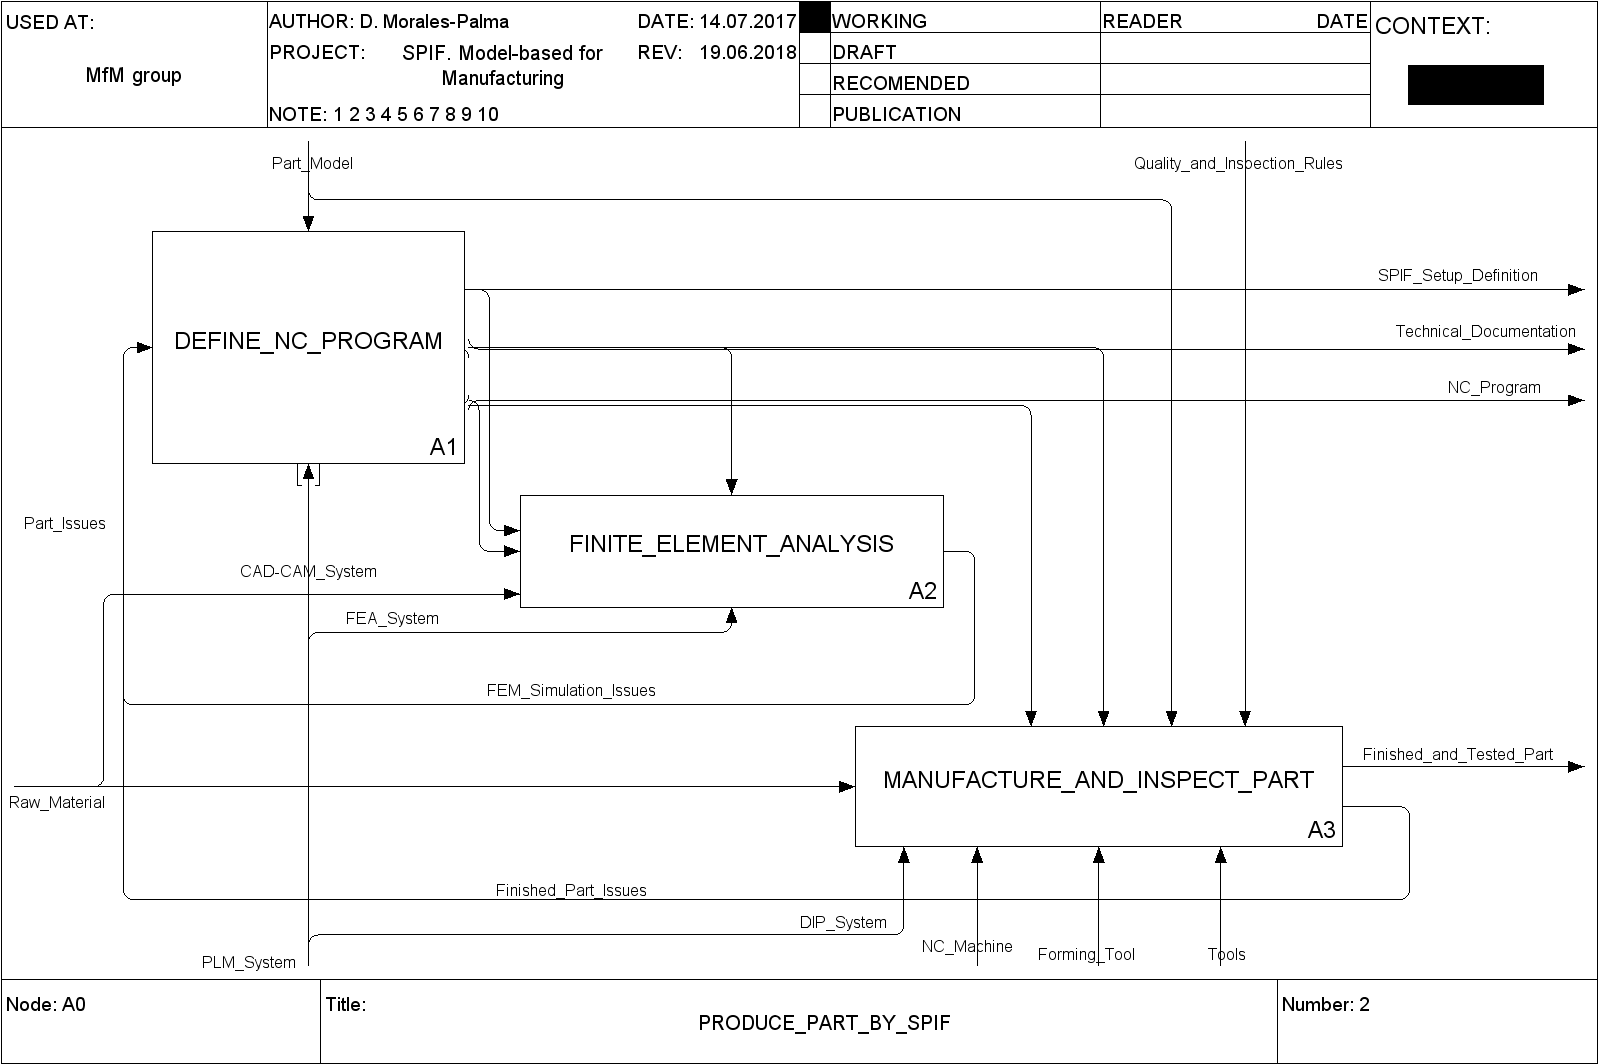 USED AT:
MfM group
AUTHOR: D. Morales-Palma
DATE: 14.07.2017
PROJECT: SPIF. Model-based for
Manufacturing
REV: 19.06.2018
NOTE: 1 2 3 4 5 6 7 8 9 10
WORKING
DRAFT
RECOMENDED
PUBLICATION
READER DATE
CONTEXT:
Part_Model
Quality_and_Inspection_Rules
SPIF_Setup_Definition
Technical_Documentation
DEFINE_NC_PROGRAM
NC_Program
A1
Part_Issues
FINITE_ELEMENT_ANALYSIS
CAD-CAM_System
A2
FEA_System
FEM_Simulation_Issues
Finished_and_Tested_Part
MANUFACTURE_AND_INSPECT_PART
Raw_Material
A3
Finished_Part_Issues
DIP_System
NC_Machine
Forming_Tool
Tools
PLM_System
Node: A0
Title:
PRODUCE_PART_BY_SPIF
Number: 2